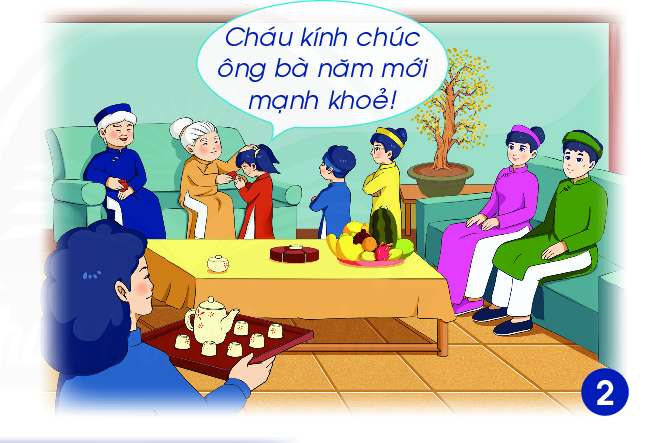 Cháu kính chúc
ông bà năm mới
mạnh khoẻ!
2